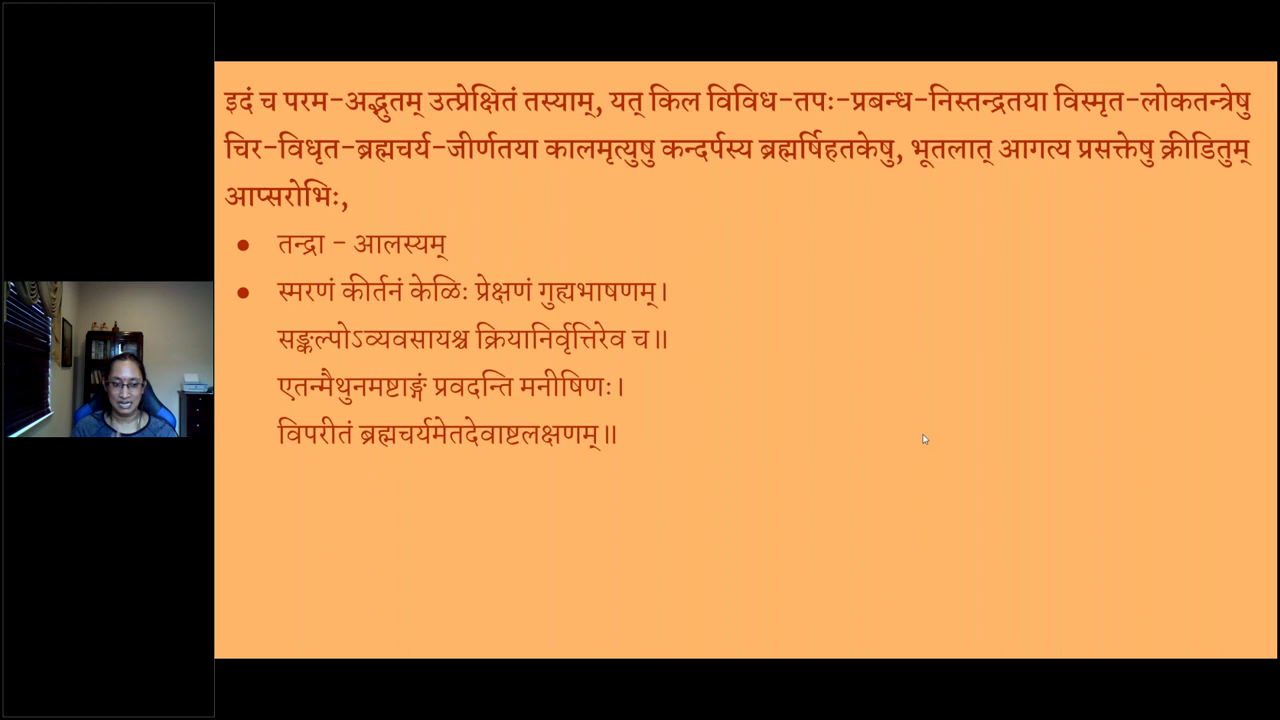 इदं च परम-अद्भुतम् उत्प्रेक्षितं तस्याम्, यत् किल विविध-तपः-प्रबन्ध-निस्तन्द्रतया विस्मृत-लोकतन्त्रेषु
चिर-विधृत-ब्रह्मचर्य-जीर्णतया कालमृत्युषु कन्दर्पस्य ब्रह्मर्षिहतकेषु, भूतलात् आगत्य प्रसक्तेषु क्रीडितुम्
आप्सरोभिः,
● तन्द्रा - आलस्यम्
● स्मरणं कीर्तनं केळिः प्रेक्षणं गुह्यभाषणम्।
सङ्कल्पोऽव्यवसायश्च क्रियानिर्वृत्तिरेव च॥
एतन्मैथुनमष्टाङ्गं प्रवदन्ति मनीषिणः।
विपरीतं ब्रह्मचर्यमेतदेवाष्टलक्षणम्॥